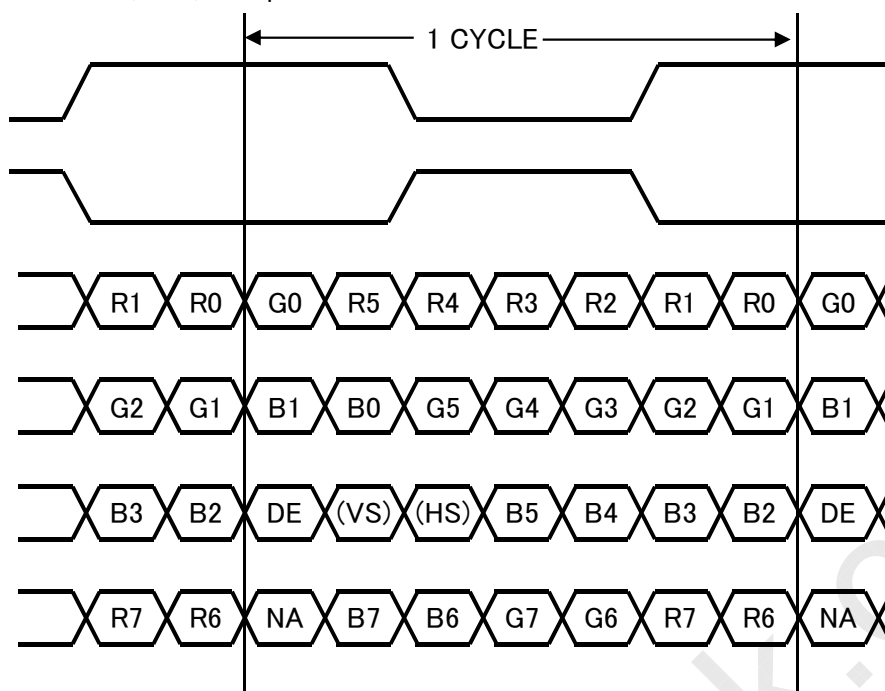 1 CYCLE
R1 R0 G0 R5 R4 R3 R2 R1 R0 G0
G2 G1 B1 B0 G5 G4 G3 G2 G1 B1
B3 B2 DE (VS) (HS) B5 B4 B3 B2 DE
R7 R6 NA B7 B6 G7 G6 R7 R6 NA